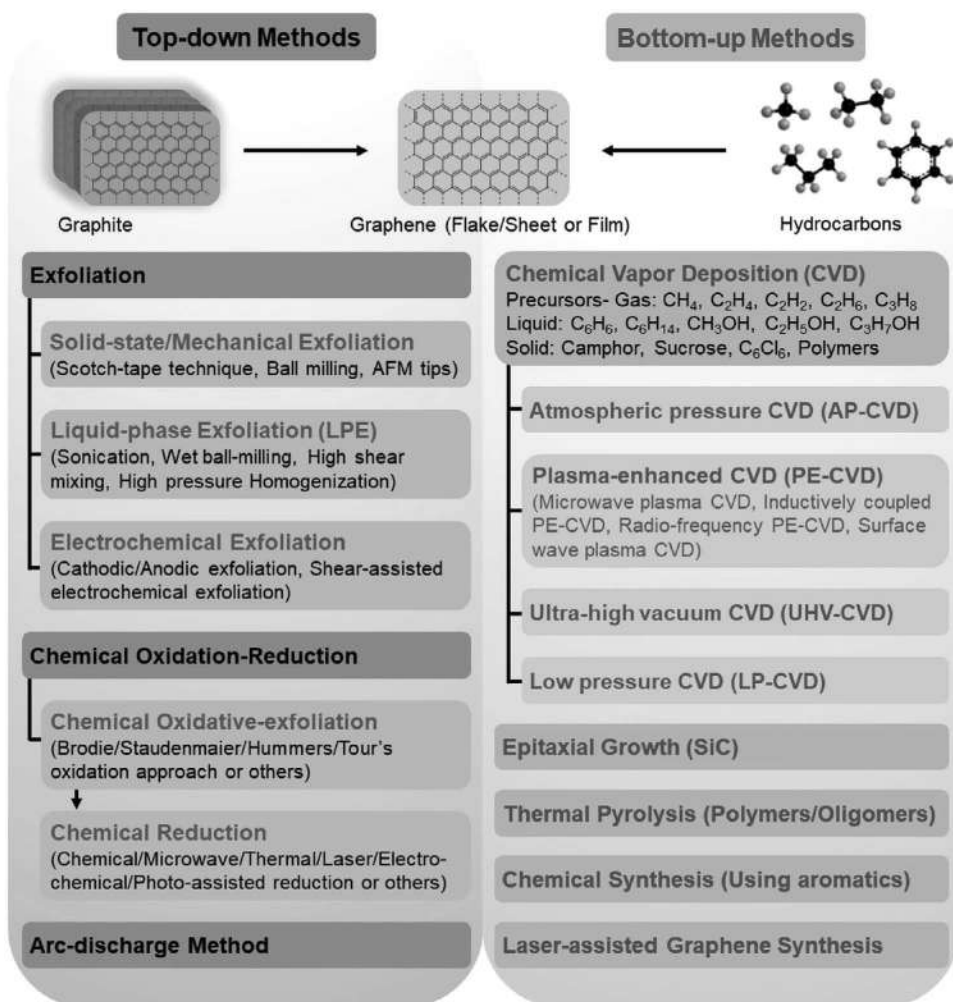 Top-down Methods
Bottom-up Methods
Graphite
Graphene (Flake/Sheet or Film)
Hydrocarbons
Exfoliation
Solid-state/Mechanical Exfoliation
(Scotch-tape technique, Ball milling, AFM tips)
Liquid-phase Exfoliation (LPE)
(Sonication, Wet ball-milling, High shear
mixing, High pressure Homogenization)
Electrochemical Exfoliation
(Cathodic/Anodic exfoliation, Shear-assisted
electrochemical exfoliation)
Chemical Oxidation-Reduction
Chemical Oxidative-exfoliation
(Brodie/Staudenmaier/Hummers/Tour's
oxidation approach or others)
Chemical Reduction
(Chemical/Microwave/Thermal/Laser/Electro-
chemical/Photo-assisted reduction or others)
Arc-discharge Method
Chemical Vapor Deposition (CVD)
Precursors- Gas: CH₄, C₂H₄, C₂H₂, C₂H₆, C₃H₈
Liquid: C₆H₆, C₆H₁₄, CH₃OH, C₂H₅OH, C₃H₇OH
Solid: Camphor, Sucrose, C₆Cl₆, Polymers
Atmospheric pressure CVD (AP-CVD)
Plasma-enhanced CVD (PE-CVD)
(Microwave plasma CVD, Inductively coupled
PE-CVD, Radio-frequency PE-CVD, Surface
wave plasma CVD)
Ultra-high vacuum CVD (UHV-CVD)
Low pressure CVD (LP-CVD)
Epitaxial Growth (SiC)
Thermal Pyrolysis (Polymers/Oligomers)
Chemical Synthesis (Using aromatics)
Laser-assisted Graphene Synthesis